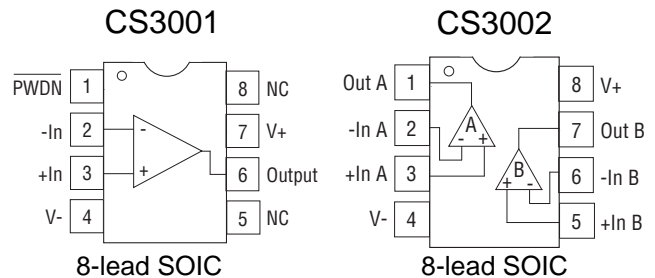 CS3001
PWDN 1
-In 2
+In 3
V- 4
8 NC
7 V+
6 Output
5 NC
-
+
8-lead SOIC
CS3002
Out A 1
-In A 2
+In A 3
V- 4
8 V+
7 Out B
6 -In B
5 +In B
A
- +
B
+ -
8-lead SOIC